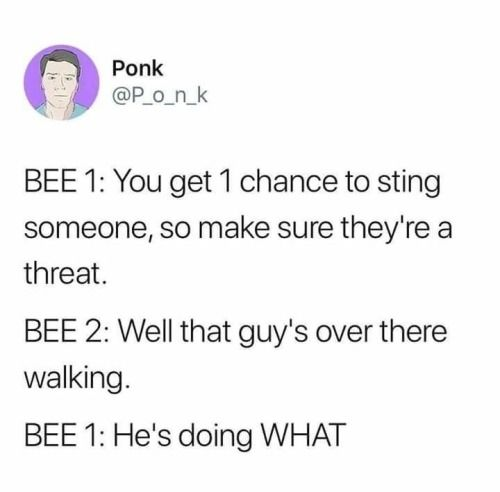 Ponk
@P_o_n_k
BEE 1: You get 1 chance to sting
someone, so make sure they're a
threat.
BEE 2: Well that guy's over there
walking.
BEE 1: He's doing WHAT